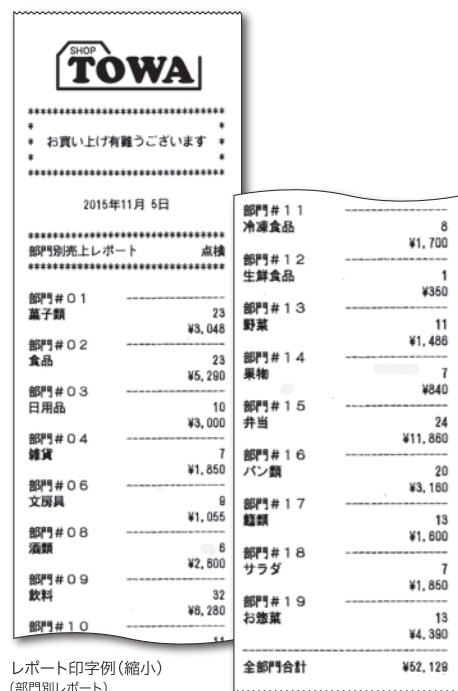 SHOP
TOWA
********************************
* *
* お買い上げ有難うございます *
* *
********************************
2015年11月 5日
********************************
部門別売上レポート 点検
********************************
部門#01 ----------------
菓子類 23
¥3,048
部門#02 ----------------
食品 23
¥5,290
部門#03 ----------------
日用品 10
¥3,000
部門#04 ----------------
雑貨 7
¥1,850
部門#06 ----------------
文房具 9
¥1,055
部門#08 ----------------
酒類 6
¥2,600
部門#09 ----------------
飲料 32
¥6,280
部門#10 ----------------
部門#11 ----------------
冷凍食品 8
¥1,700
部門#12 ----------------
生鮮食品 1
¥350
部門#13 ----------------
野菜 11
¥1,486
部門#14 ----------------
果物 7
¥840
部門#15 ----------------
弁当 24
¥11,860
部門#16 ----------------
パン類 20
¥3,160
部門#17 ----------------
麺類 13
¥1,600
部門#18 ----------------
サラダ 7
¥1,850
部門#19 ----------------
お惣菜 13
¥4,390
全部門合計 ¥52,129
レポート印字例(縮小)
(部門別レポート)